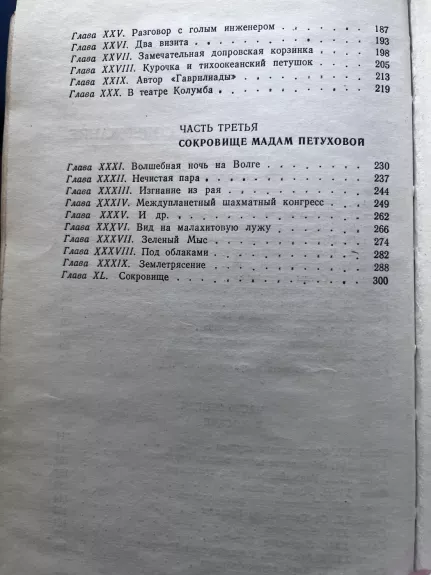 Глава XXV. Разговор с голым инженером . . . . . . . 187
Глава XXVI. Два визита . . . . . . . . . . . 193
Глава XXVII. Замечательная допровская корзинка . . . . 198
Глава XXVIII. Курочка и тихоокеанский петушок . . . . 205
Глава XXIX. Автор «Гаврилиады» . . . . . . . . 213
Глава XXX. В театре Колумба . . . . . . . . . 219
ЧАСТЬ ТРЕТЬЯ
СОКРОВИЩЕ МАДАМ ПЕТУХОВОЙ
Глава XXXI. Волшебная ночь на Волге . . . . . . . 230
Глава XXXII. Нечистая пара . . . . . . . . . . 237
Глава XXXIII. Изгнание из рая . . . . . . . . . 244
Глава XXXIV. Междупланетный шахматный конгресс . . . 249
Глава XXXV. И др. . . . . . . . . . . . . 262
Глава XXXVI. Вид на малахитовую лужу . . . . . . 266
Глава XXXVII. Зеленый Мыс . . . . . . . . . . 274
Глава XXXVIII. Под облаками . . . . . . . . . . 282
Глава XXXIX. Землетрясение . . . . . . . . . . 288
Глава XL. Сокровище . . . . . . . . . . . . 300